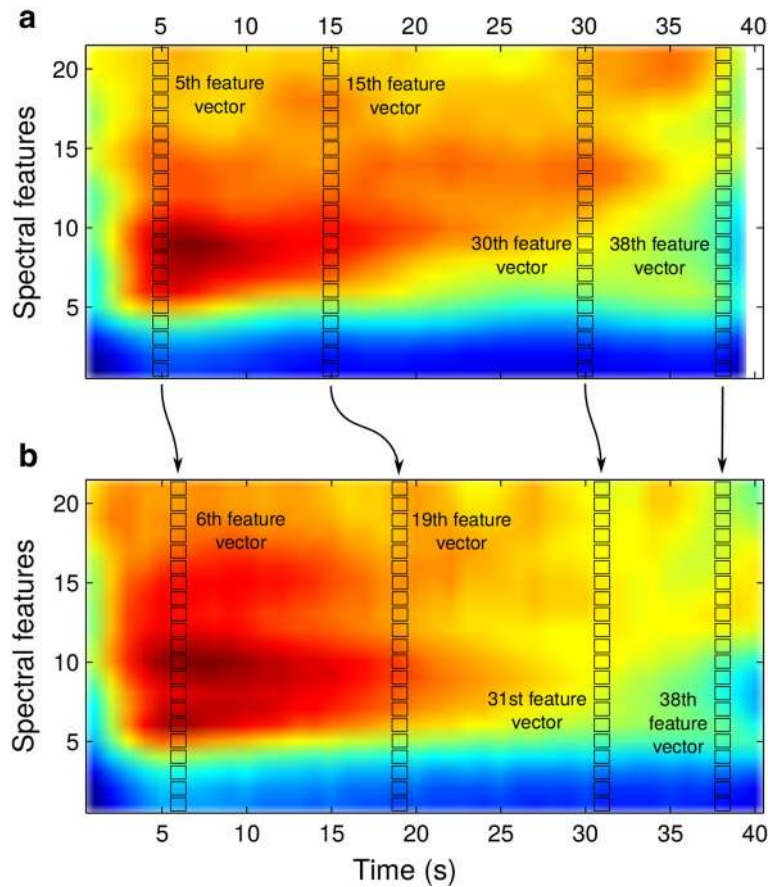 a
5 10 15 20 25 30 35 40
20
15
10
5
Spectral features
5th feature
vector
15th feature
vector
30th feature
vector
38th feature
vector
b
20
15
10
5
Spectral features
6th feature
vector
19th feature
vector
31st feature
vector
38th
feature
vector
5 10 15 20 25 30 35 40
Time (s)